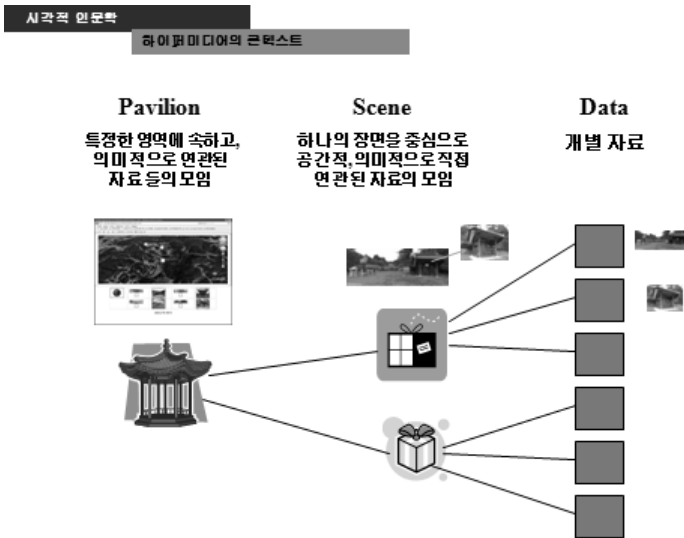 시각적 인문학
하이퍼미디어의 콘텍스트
Pavilion
특정한 영역에 속하고,
의미적으로 연관된
자료 들의 모임
Scene
하나의 장면을 중심으로
공간적, 의미적으로 직접
연관된 자료의 모임
Data
개별 자료